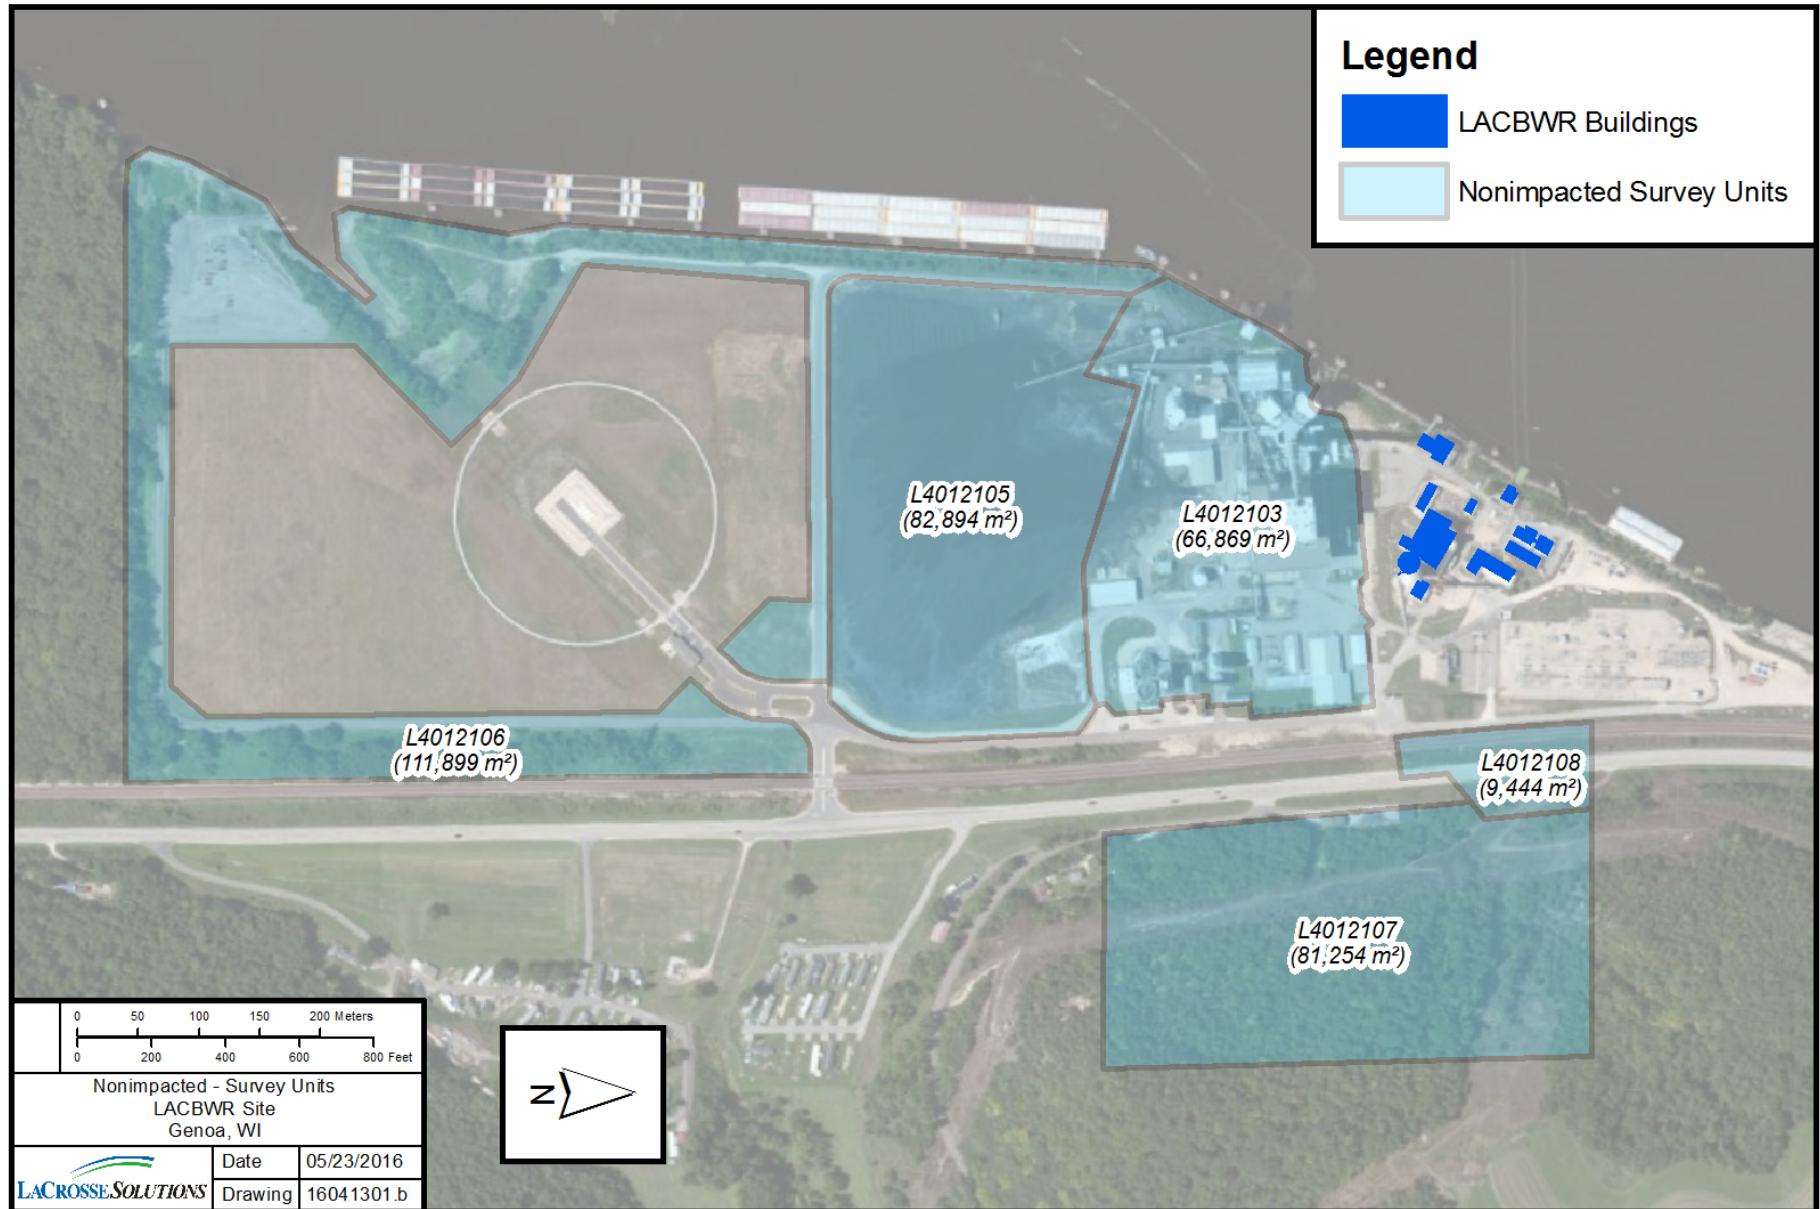 Legend
LACBWR Buildings
Nonimpacted Survey Units
L4012105
(82,894 m²)
L4012103
(66,869 m²)
L4012106
(111,899 m²)
L4012108
(9,444 m²)
L4012107
(81,254 m²)
0 50 100 150 200 Meters
0 200 400 600 800 Feet
Nonimpacted - Survey Units
LACBWR Site
Genoa, WI
LACROSSESOLUTIONS
Date 05/23/2016
Drawing 16041301.b
N